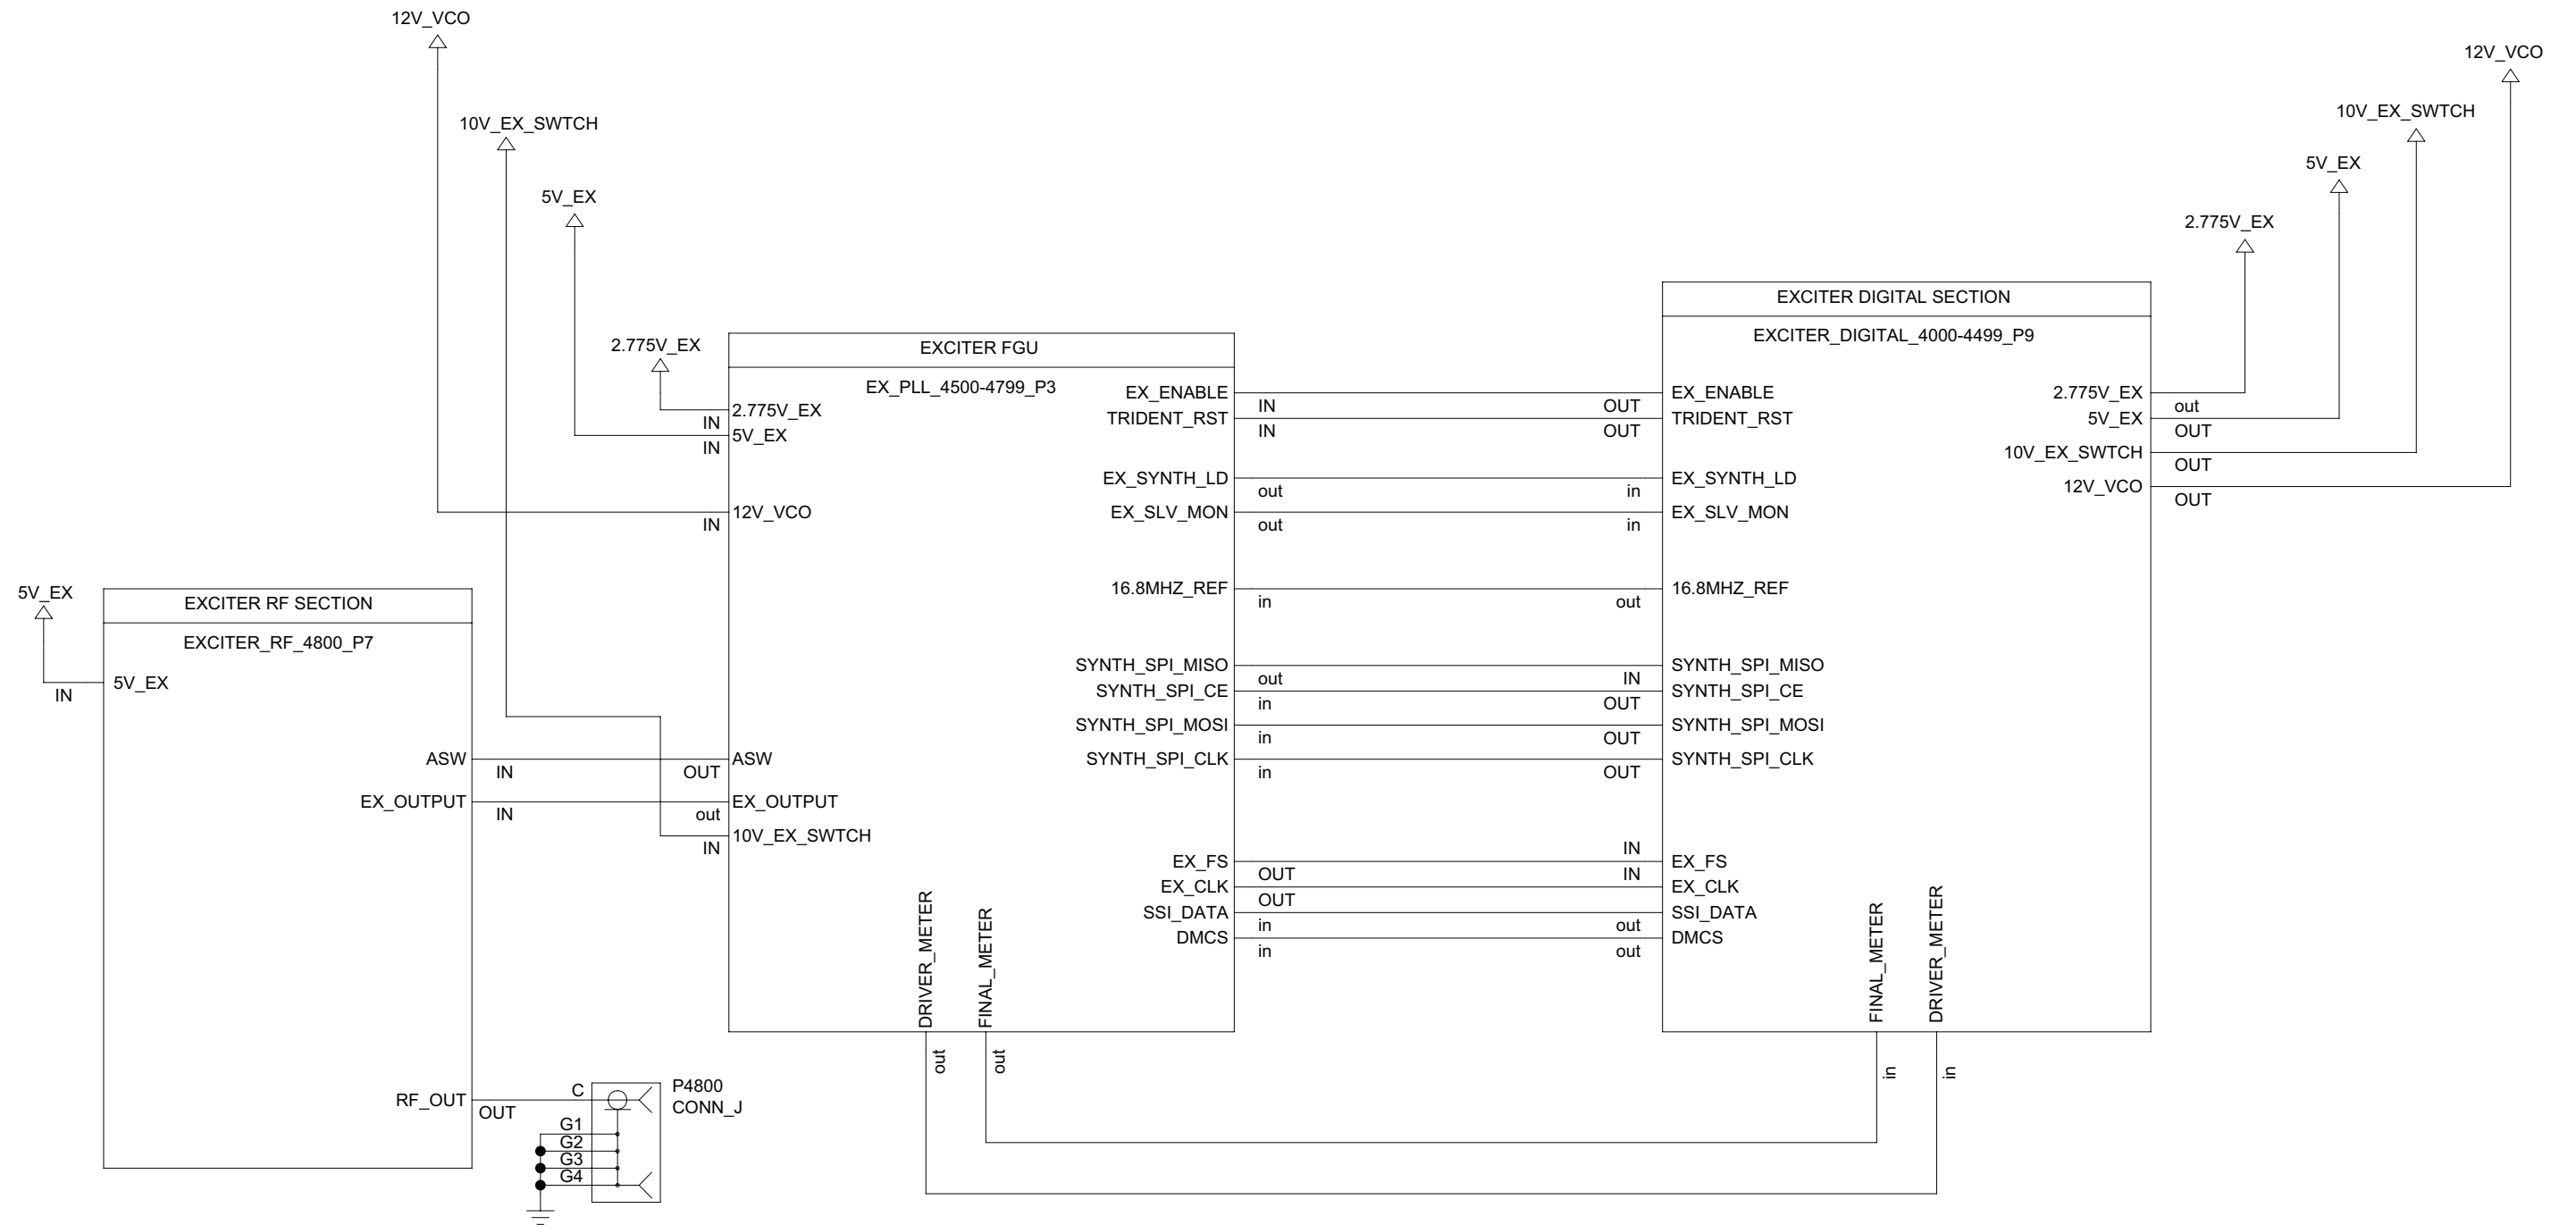 12V_VCO
12V_VCO
10V_EX_SWTCH
10V_EX_SWTCH
5V_EX
5V_EX
2.775V_EX
2.775V_EX
EXCITER RF SECTION
EXCITER_RF_4800_P7
5V_EX
IN
5V_EX
ASW
IN
EX_OUTPUT
IN
RF_OUT
OUT
C
G1
G2
G3
G4
P4800
CONN_J
EXCITER FGU
EX_PLL_4500-4799_P3
2.775V_EX
IN
5V_EX
IN
12V_VCO
IN
ASW
OUT
EX_OUTPUT
out
10V_EX_SWTCH
IN
EX_ENABLE
IN
TRIDENT_RST
IN
EX_SYNTH_LD
out
EX_SLV_MON
out
16.8MHZ_REF
in
SYNTH_SPI_MISO
out
SYNTH_SPI_CE
in
SYNTH_SPI_MOSI
in
SYNTH_SPI_CLK
in
EX_FS
OUT
EX_CLK
OUT
SSI_DATA
in
DMCS
in
DRIVER_METER
out
FINAL_METER
out
EXCITER DIGITAL SECTION
EXCITER_DIGITAL_4000-4499_P9
EX_ENABLE
OUT
TRIDENT_RST
OUT
EX_SYNTH_LD
in
EX_SLV_MON
in
16.8MHZ_REF
out
SYNTH_SPI_MISO
IN
SYNTH_SPI_CE
OUT
SYNTH_SPI_MOSI
OUT
SYNTH_SPI_CLK
OUT
IN
EX_FS
IN
EX_CLK
SSI_DATA
out
DMCS
out
FINAL_METER
in
DRIVER_METER
in
2.775V_EX
out
5V_EX
OUT
10V_EX_SWTCH
OUT
12V_VCO
OUT